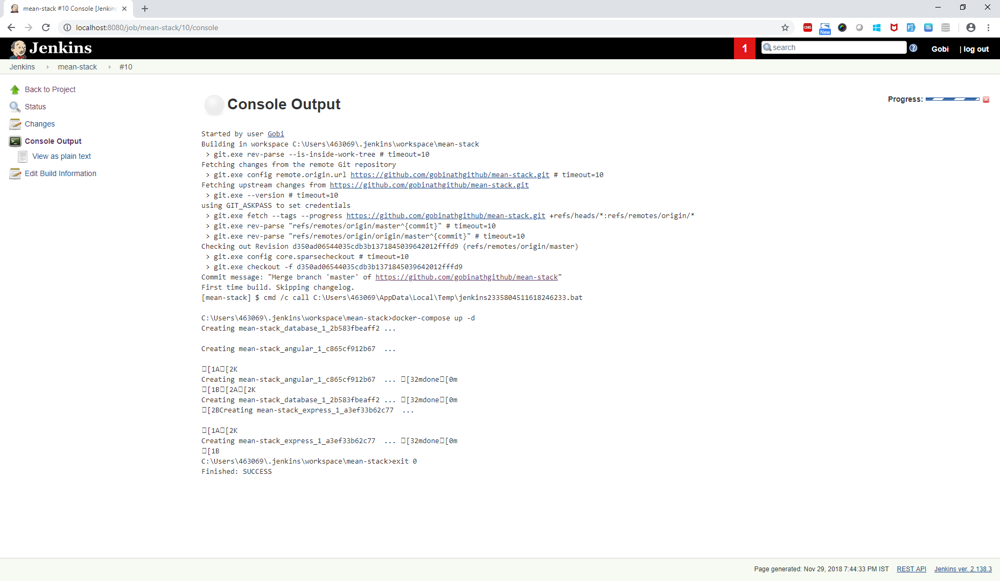 mean-stack #10 Console [Jenkins
localhost:8080/job/mean-stack/10/console
CORS
New
Jenkins
1
search
?
Gobi
| log out
Jenkins
mean-stack
#10
Back to Project
Status
Changes
Console Output
View as plain text
Edit Build Information
Console Output
Progress:
Started by user Gobi
Building in workspace C:\Users\463069\.jenkins\workspace\mean-stack
> git.exe rev-parse --is-inside-work-tree # timeout=10
Fetching changes from the remote Git repository
> git.exe config remote.origin.url https://github.com/gobinathgithub/mean-stack.git # timeout=10
Fetching upstream changes from https://github.com/gobinathgithub/mean-stack.git
> git.exe --version # timeout=10
using GIT_ASKPASS to set credentials
> git.exe fetch --tags --progress https://github.com/gobinathgithub/mean-stack.git +refs/heads/*:refs/remotes/origin/*
> git.exe rev-parse "refs/remotes/origin/master^{commit}" # timeout=10
> git.exe rev-parse "refs/remotes/origin/origin/master^{commit}" # timeout=10
Checking out Revision d350ad06544035cdb3b1371845039642012fffd9 (refs/remotes/origin/master)
> git.exe config core.sparsecheckout # timeout=10
> git.exe checkout -f d350ad06544035cdb3b1371845039642012fffd9
Commit message: "Merge branch 'master' of https://github.com/gobinathgithub/mean-stack"
First time build. Skipping changelog.
[mean-stack] $ cmd /c call C:\Users\463069\AppData\Local\Temp\jenkins2335804511618246233.bat
C:\Users\463069\.jenkins\workspace\mean-stack>docker-compose up -d
Creating mean-stack_database_1_2b583fbeaff2 ...
Creating mean-stack_angular_1_c865cf912b67  ...
□[1A□[2K
Creating mean-stack_angular_1_c865cf912b67  ... □[32mdone□[0m
□[1B□[2A□[2K
Creating mean-stack_database_1_2b583fbeaff2 ... □[32mdone□[0m
□[2BCreating mean-stack_express_1_a3ef33b62c77  ...
□[1A□[2K
Creating mean-stack_express_1_a3ef33b62c77  ... □[32mdone□[0m
□[1B
C:\Users\463069\.jenkins\workspace\mean-stack>exit 0
Finished: SUCCESS
Page generated: Nov 29, 2018 7:44:33 PM IST
REST API
Jenkins ver. 2.138.3